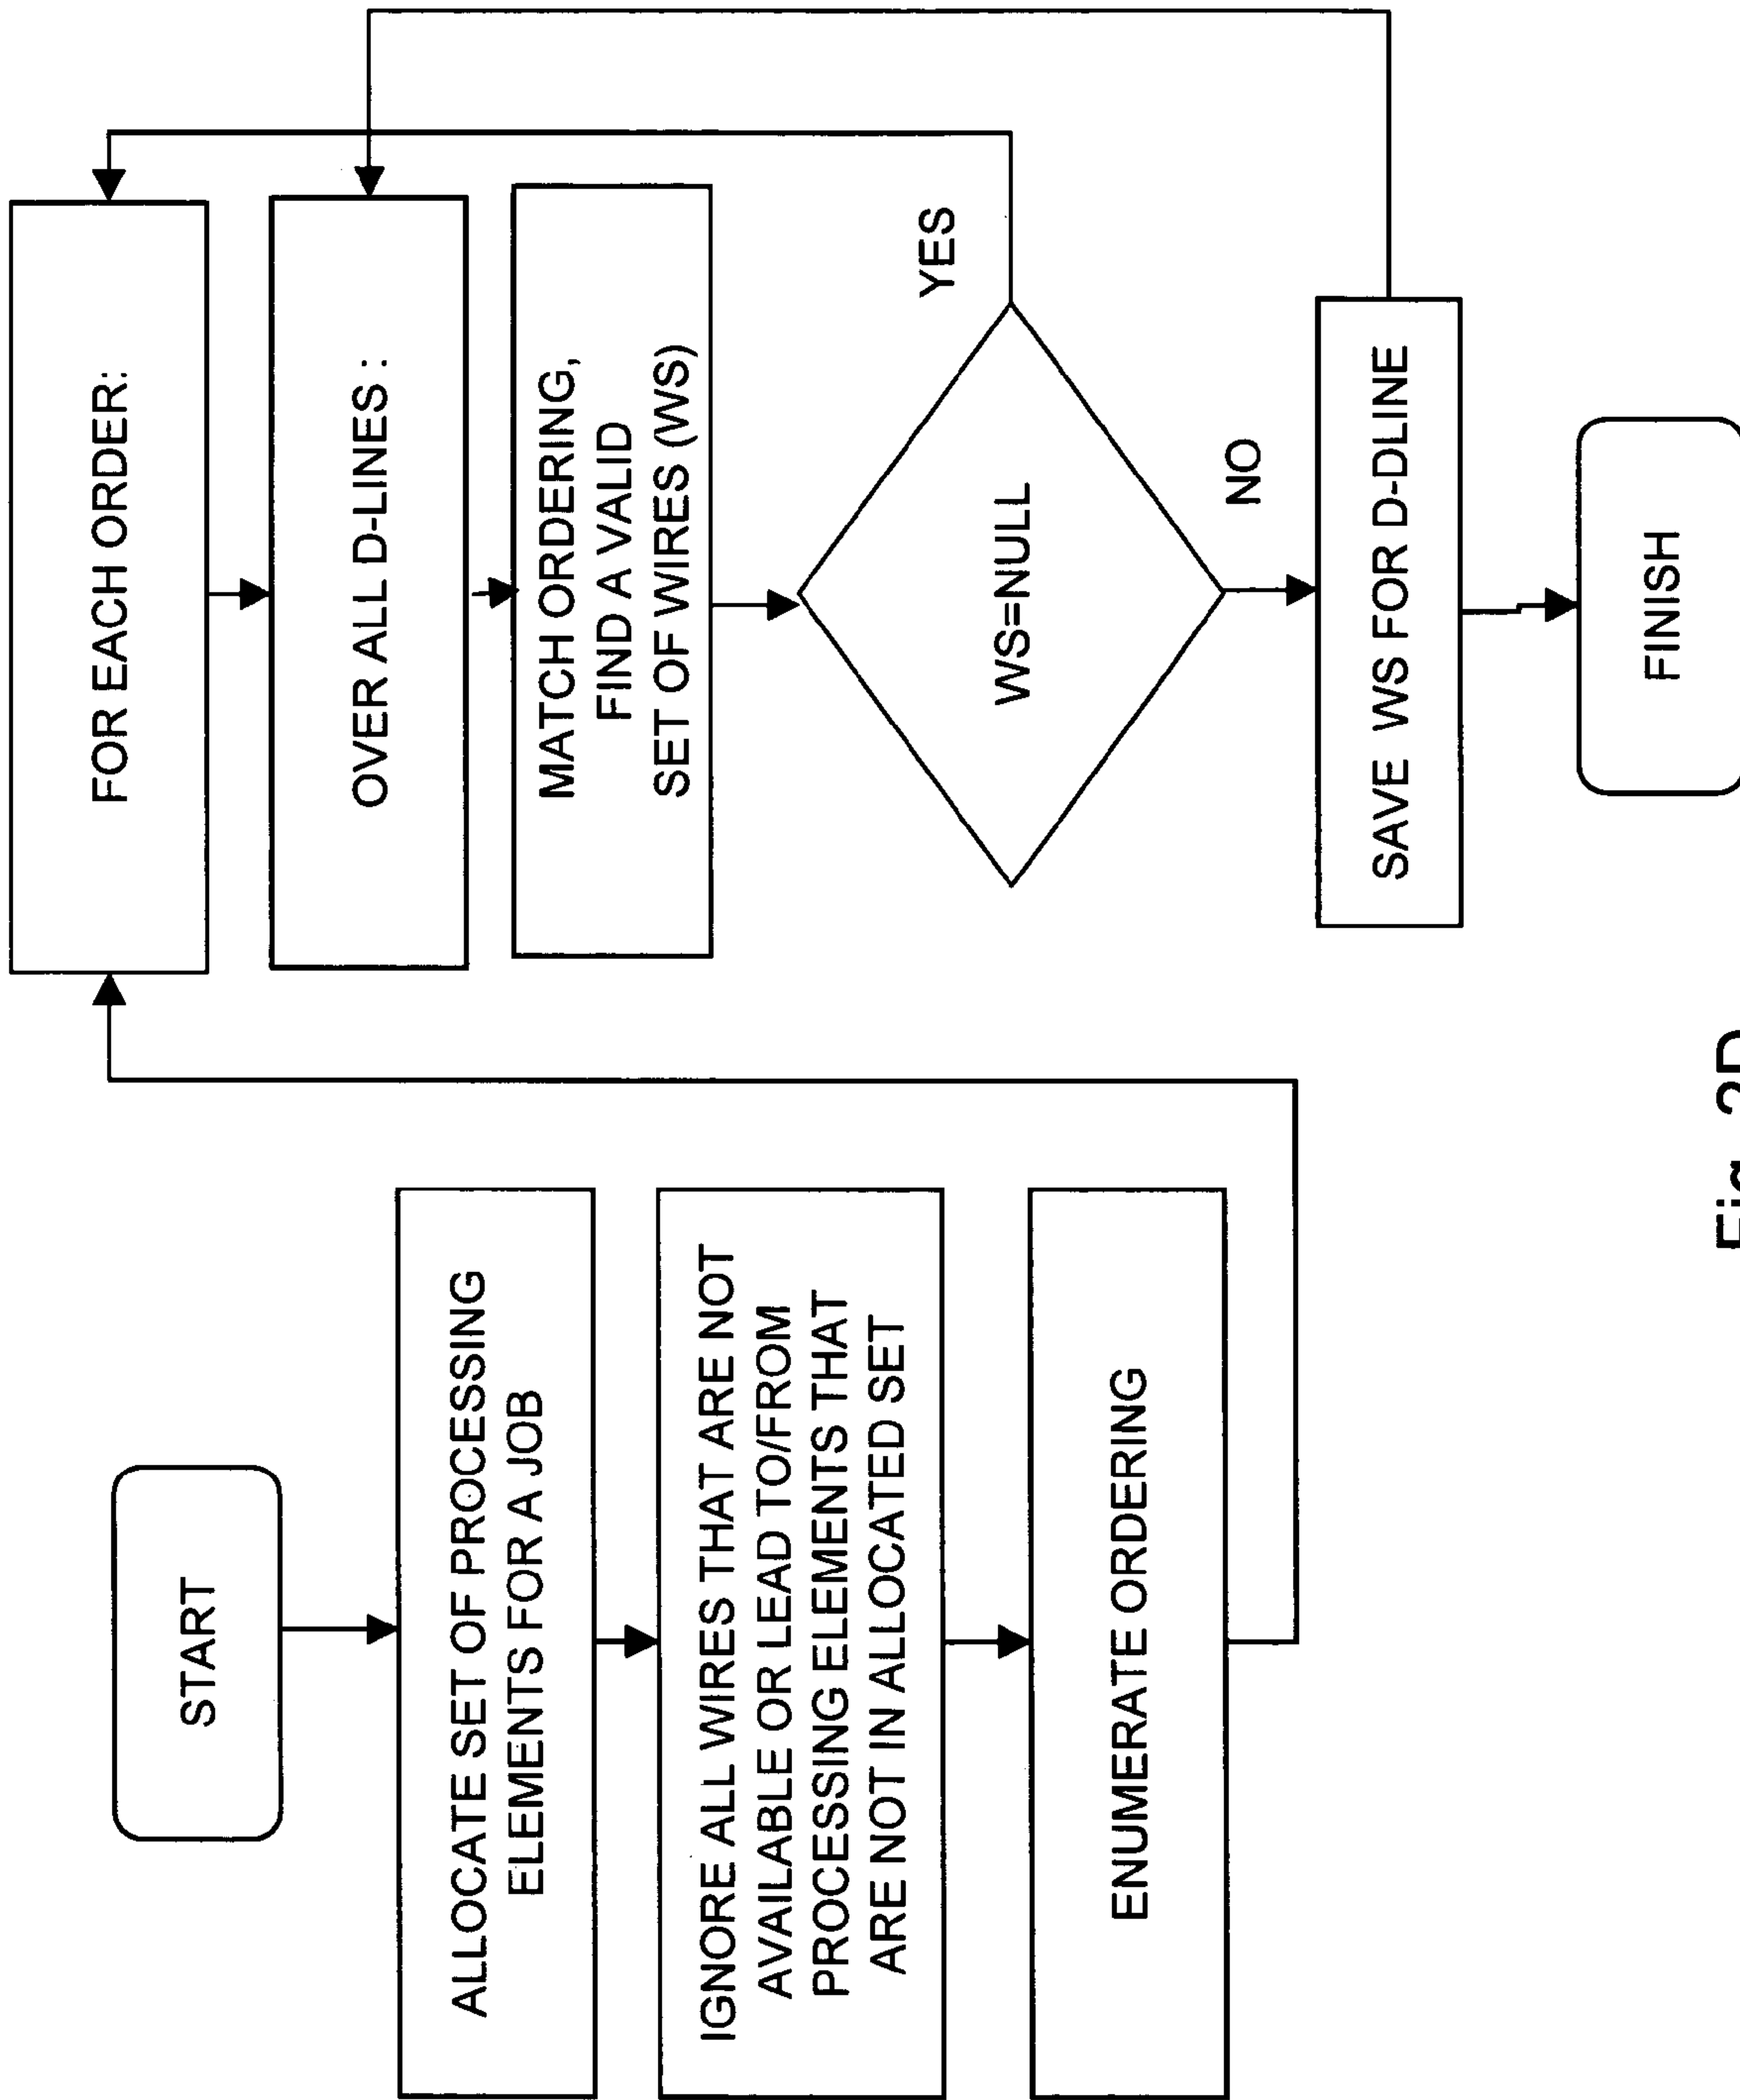 START
ALLOCATE SET OF PROCESSING
ELEMENTS FOR A JOB
IGNORE ALL WIRES THAT ARE NOT
AVAILABLE OR LEAD TO/FROM
PROCESSING ELEMENTS THAT
ARE NOT IN ALLOCATED SET
ENUMERATE ORDERING
FOR EACH ORDER:
OVER ALL D-LINES :
MATCH ORDERING,
FIND A VALID
SET OF WIRES (WS)
WS=NULL
YES
NO
SAVE WS FOR D-DLINE
FINISH
Fig.